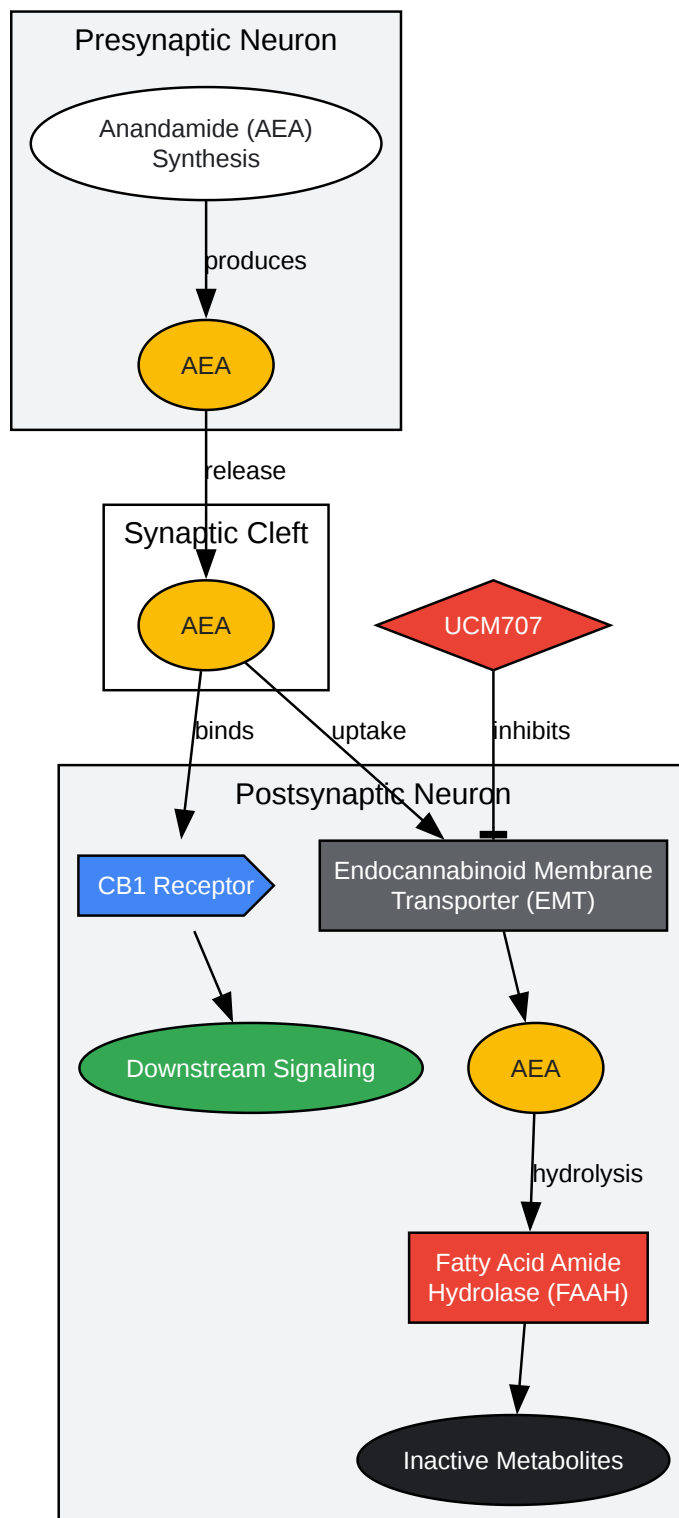 Presynaptic Neuron
Anandamide (AEA)
Synthesis
produces
AEA
release
Synaptic Cleft
AEA
UCM707
binds
uptake
inhibits
Postsynaptic Neuron
CB1 Receptor
Endocannabinoid Membrane
Transporter (EMT)
Downstream Signaling
AEA
hydrolysis
Fatty Acid Amide
Hydrolase (FAAH)
Inactive Metabolites